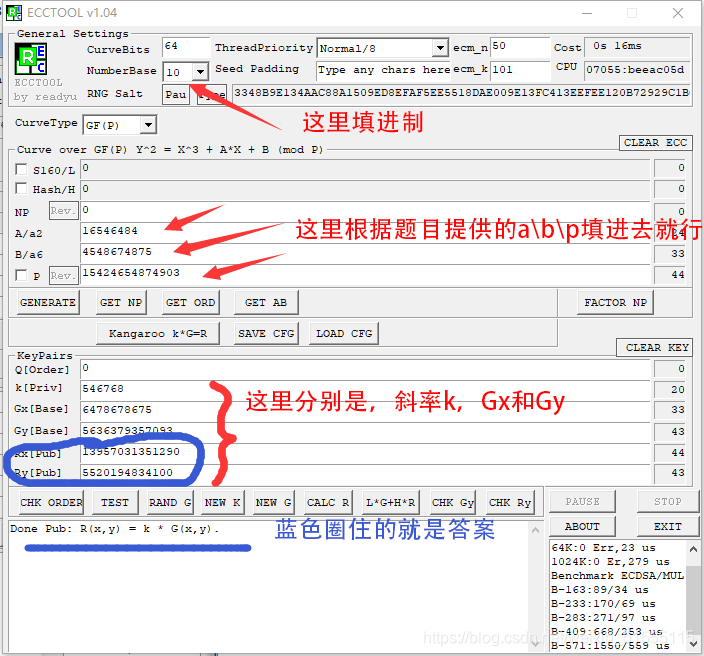 ECCTOOL v1.04
General Settings
ECCTOOL
by readyu
CurveBits 64 ThreadPriority Normal/8 ecm_n 50 Cost 0s 16ms
NumberBase 10 Seed Padding Type any chars here ecm_k 101 CPU 07055:beeac05d
RNG Salt Pau Type 3348B9E134AAC88A1509ED8EFAF5EE5518DAE009E13FC413EEFEE120B72929C1B
这里填进制
CurveType GF(P)
CLEAR ECC
Curve over GF(P) Y^2 = X^3 + A*X + B (mod P)
S160/L 0 0
Hash/H 0 0
NP Rev. 0 0
A/a2 16546484 24
这里根据题目提供的a\b\p填进去就行
B/a6 4548674875 33
P Rev. 15424654874903 44
GENERATE GET NP GET ORD GET AB FACTOR NP
Kangaroo k*G=R SAVE CFG LOAD CFG
KeyPairs CLEAR KEY
Q[Order] 0 0
k[Priv] 546768 20
这里分别是，斜率k，Gx和Gy
Gx[Base] 6478678675 33
Gy[Base] 5636379357093 43
Rx[Pub] 13957031351290 44
Ry[Pub] 5520194834100 43
CHK ORDER TEST RAND G NEW K NEW G CALC R L*G+H*R CHK Gy CHK Ry PAUSE STOP
Done Pub: R(x,y) = k * G(x,y).
蓝色圈住的就是答案
ABOUT EXIT
64K:0 Err,23 us
1024K:0 Er,279 us
Benchmark ECDSA/MUL
B-163:89/34 us
B-233:170/69 us
B-283:271/97 us
B-409:668/253 us
B-571:1550/559 us